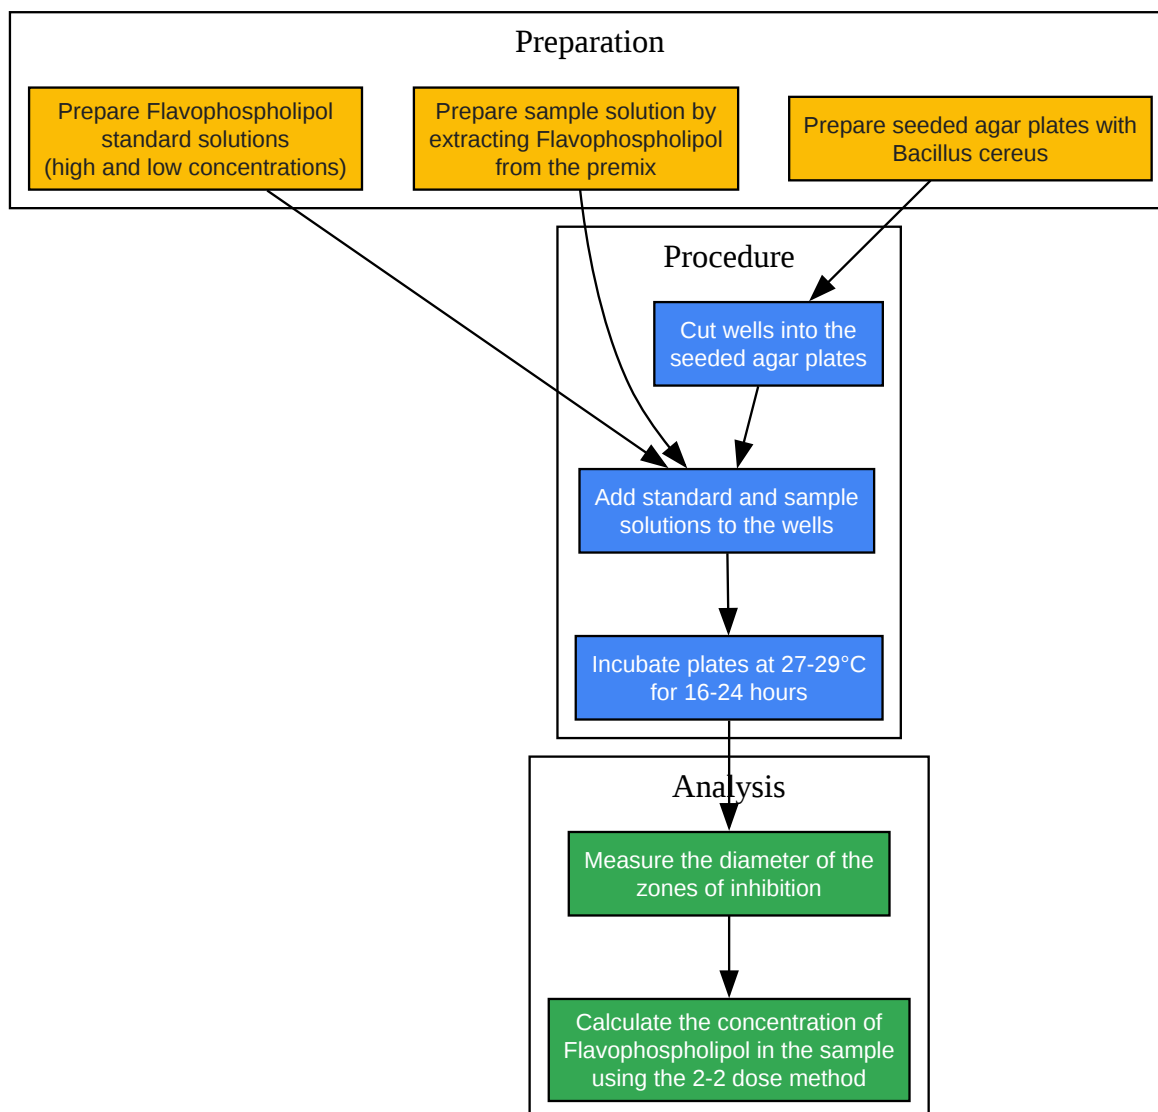 Preparation
Prepare Flavophospholipol
standard solutions
(high and low concentrations)
Prepare sample solution by
extracting Flavophospholipol
from the premix
Prepare seeded agar plates with
Bacillus cereus
Procedure
Cut wells into the
seeded agar plates
Add standard and sample
solutions to the wells
Incubate plates at 27-29°C
for 16-24 hours
Analysis
Measure the diameter of the
zones of inhibition
Calculate the concentration of
Flavophospholipol in the sample
using the 2-2 dose method